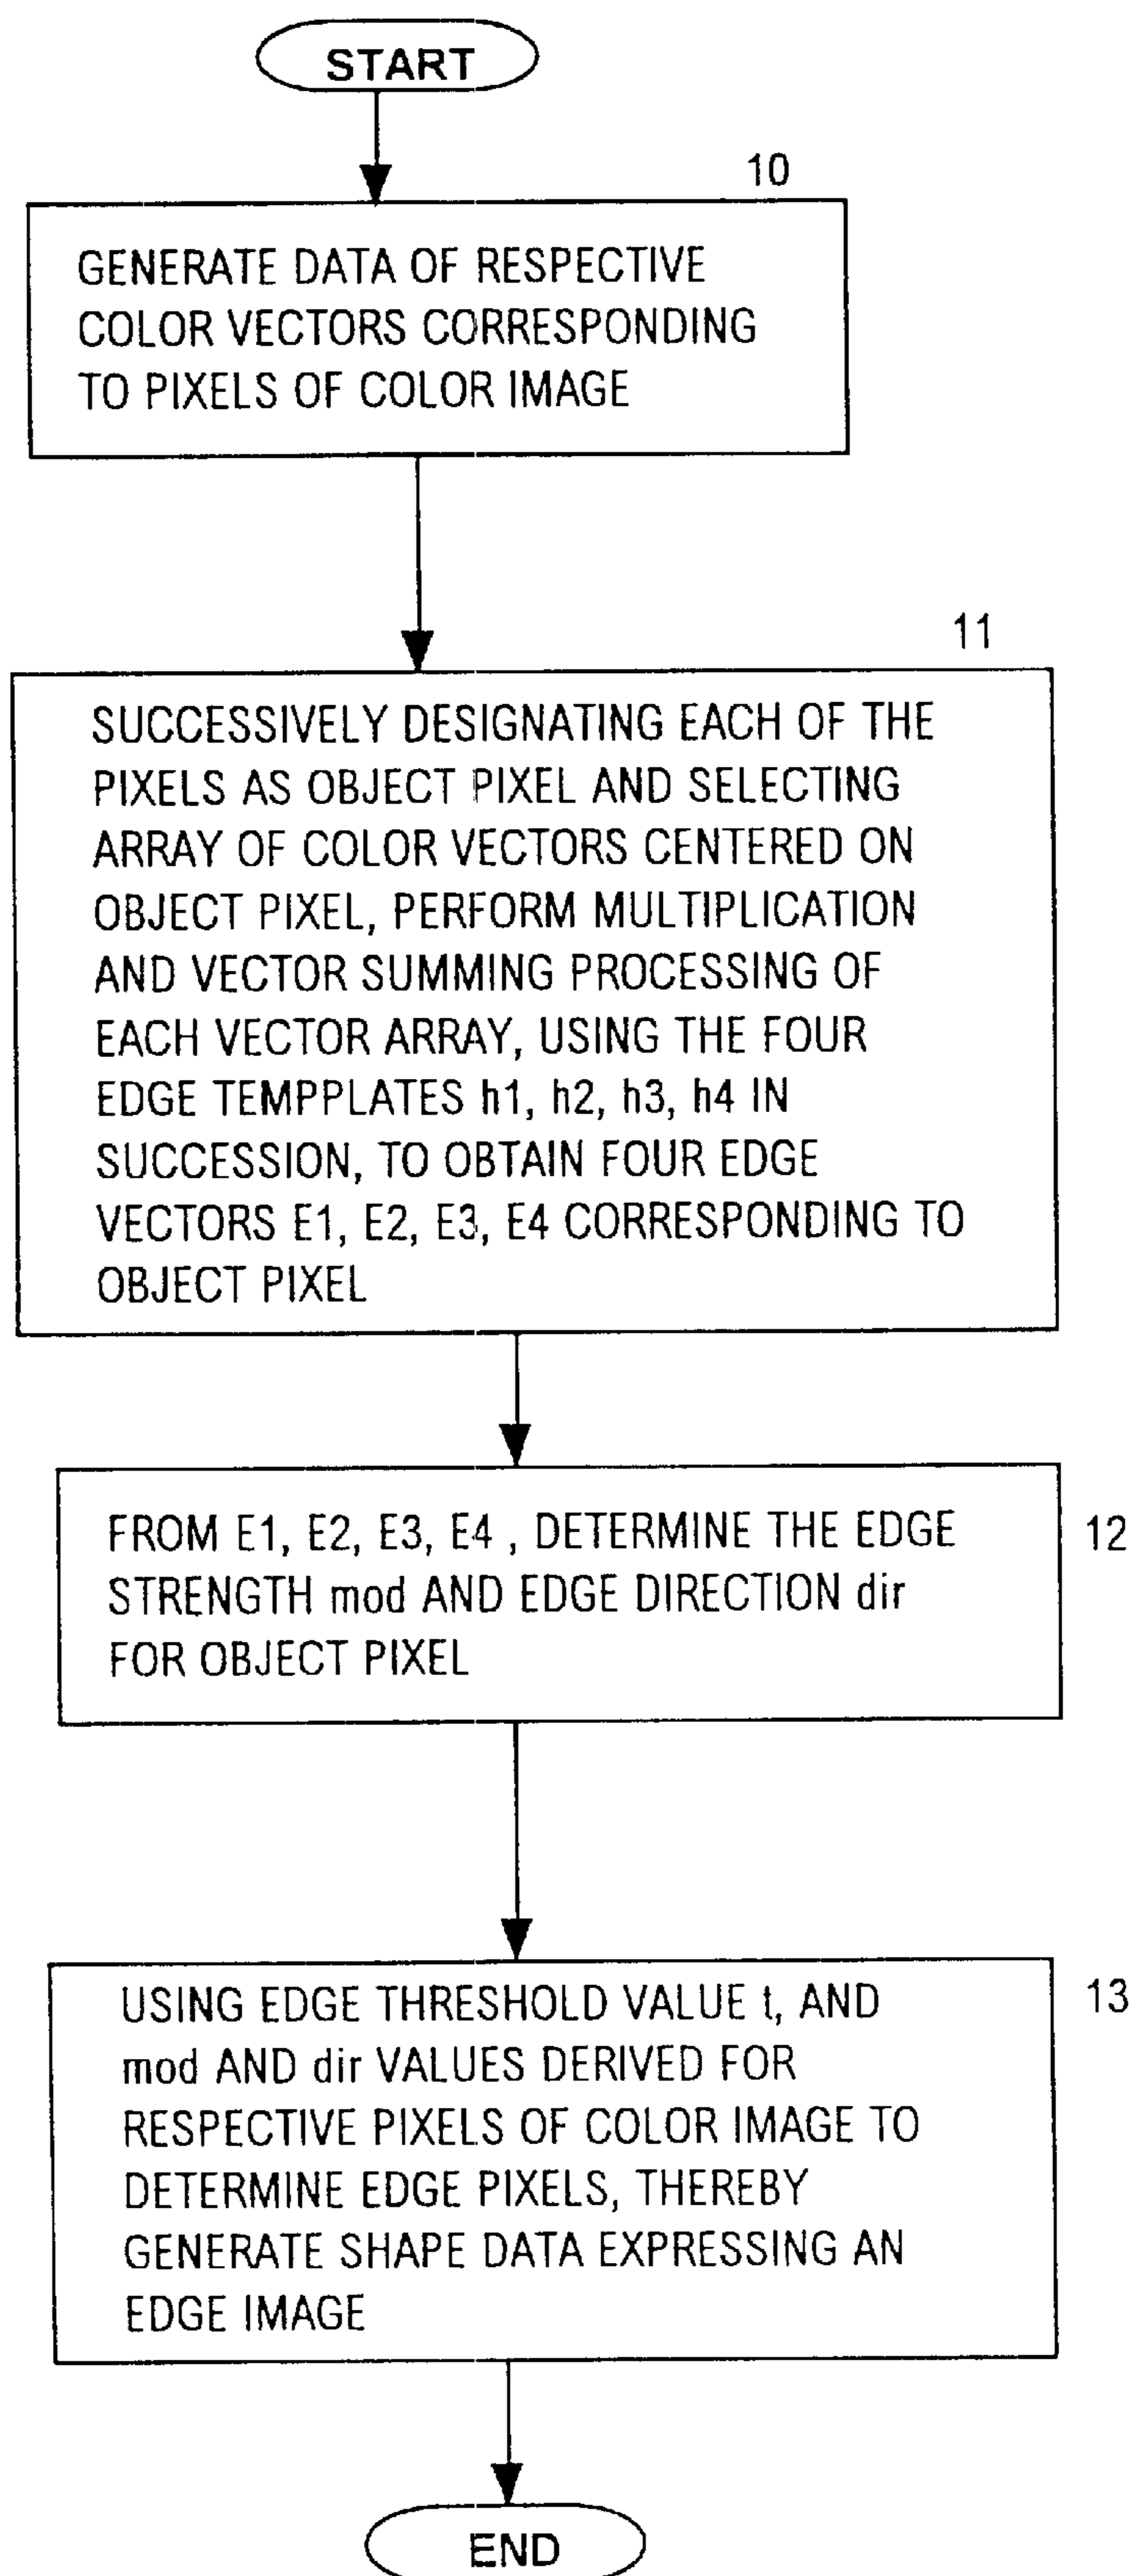 START
10
GENERATE DATA OF RESPECTIVE
COLOR VECTORS CORRESPONDING
TO PIXELS OF COLOR IMAGE
11
SUCCESSIVELY DESIGNATING EACH OF THE
PIXELS AS OBJECT PIXEL AND SELECTING
ARRAY OF COLOR VECTORS CENTERED ON
OBJECT PIXEL, PERFORM MULTIPLICATION
AND VECTOR SUMMING PROCESSING OF
EACH VECTOR ARRAY, USING THE FOUR
EDGE TEMPPLATES h1, h2, h3, h4 IN
SUCCESSION, TO OBTAIN FOUR EDGE
VECTORS E1, E2, E3, E4 CORRESPONDING TO
OBJECT PIXEL
FROM E1, E2, E3, E4 , DETERMINE THE EDGE
STRENGTH mod AND EDGE DIRECTION dir
FOR OBJECT PIXEL
12
USING EDGE THRESHOLD VALUE t, AND
mod AND dir VALUES DERIVED FOR
RESPECTIVE PIXELS OF COLOR IMAGE TO
DETERMINE EDGE PIXELS, THEREBY
GENERATE SHAPE DATA EXPRESSING AN
EDGE IMAGE
13
END